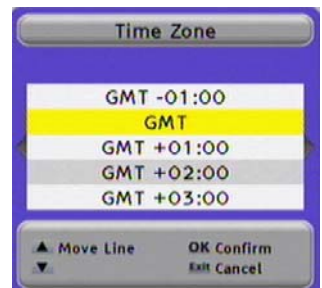 Time Zone
GMT -01:00
GMT
GMT +01:00
GMT +02:00
GMT +03:00
▲ Move Line OK Confirm
▼ Exit Cancel